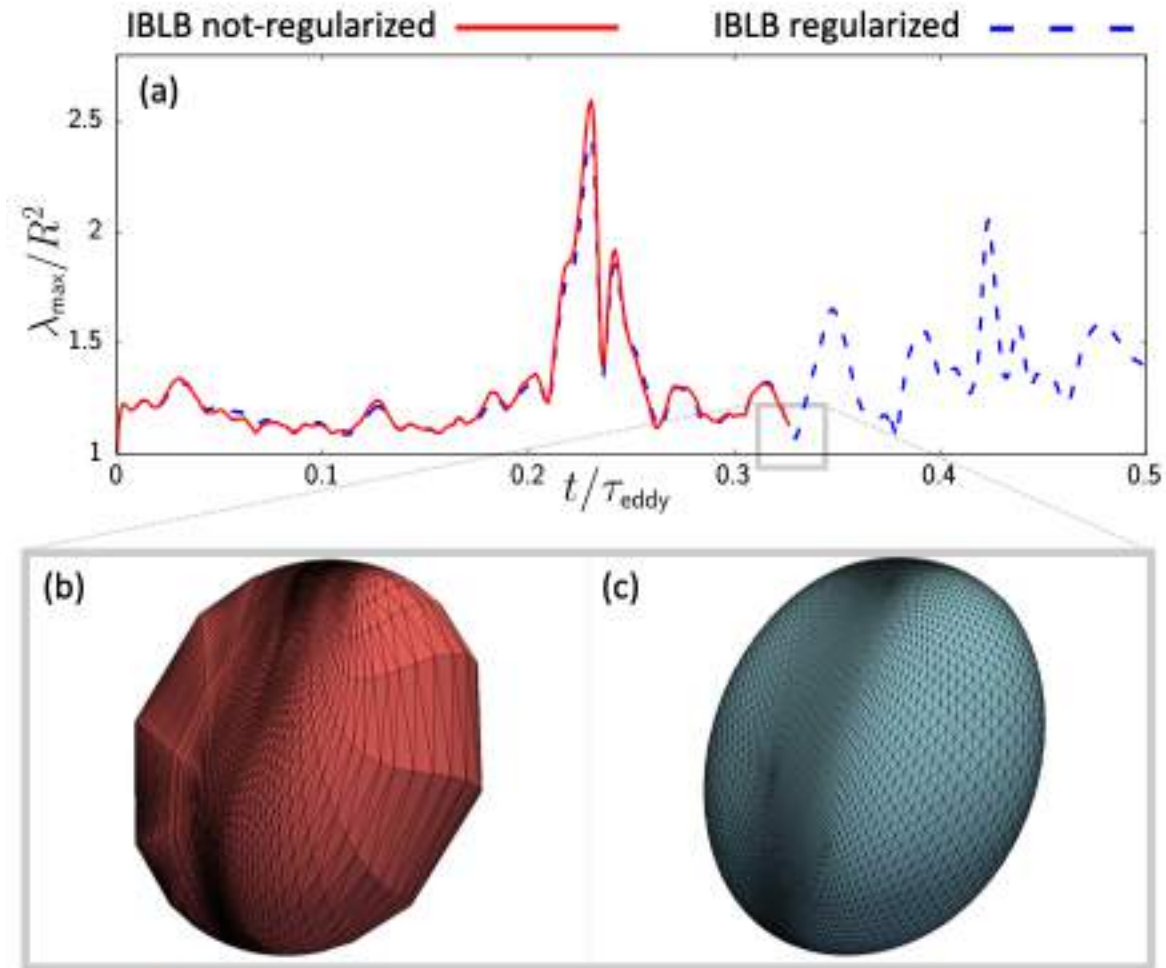 IBLB not-regularized IBLB regularized
(a)
2.5
2
1.5
1
λmax/R²
0 0.1 0.2 0.3 0.4 0.5
t/τeddy
(b) (c)